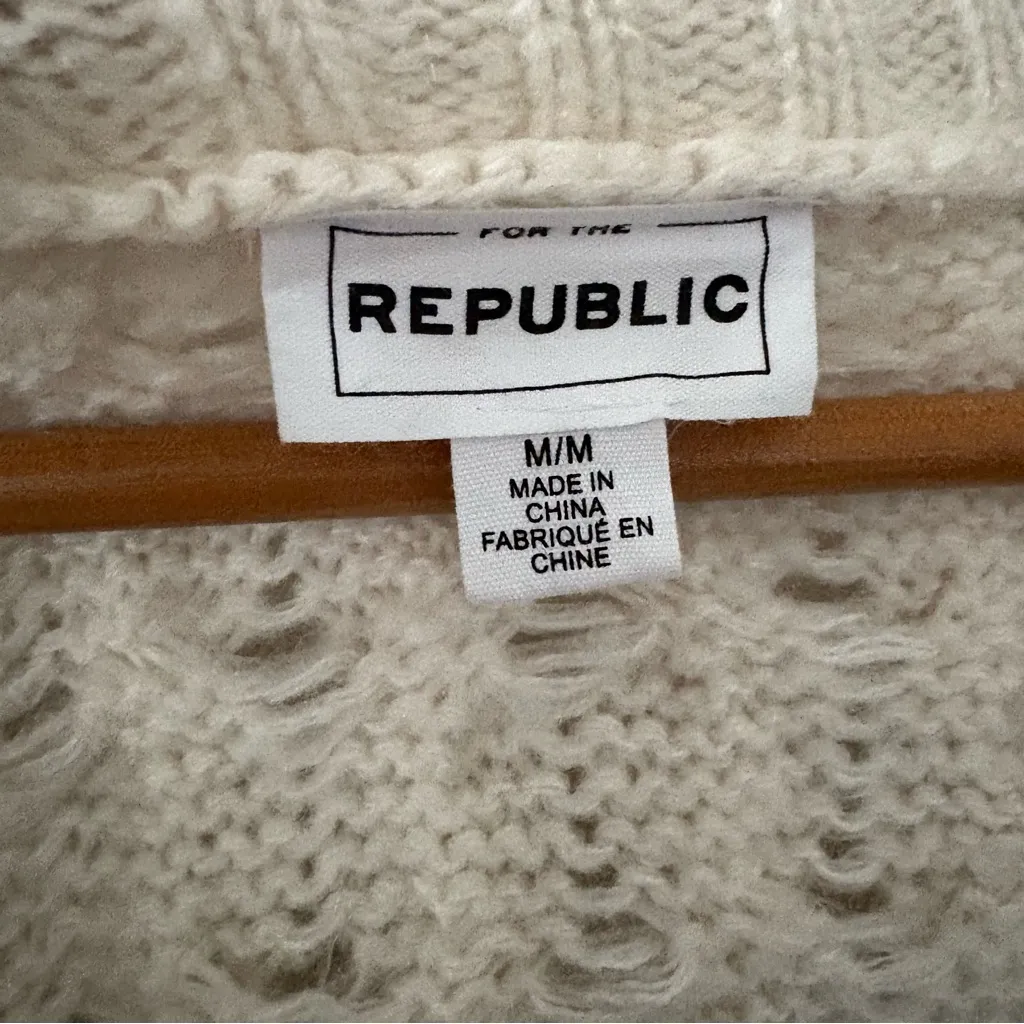 FOR THE
REPUBLIC
M/M
MADE IN
CHINA
FABRIQUÉ EN
CHINE